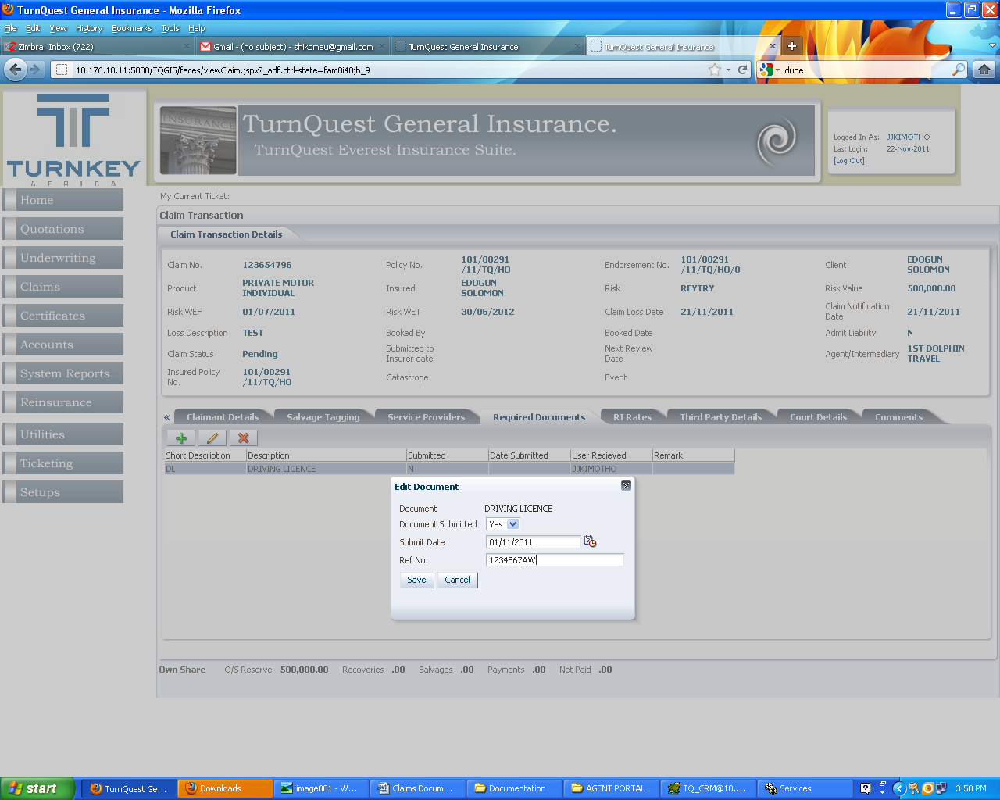 TurnQuest General Insurance - Mozilla Firefox
File Edit View History Bookmarks Tools Help
Zimbra: Inbox (722)
Gmail - (no subject) - shikomau@gmail.com
TurnQuest General Insurance
TurnQuest General Insurance
10.176.18.11:5000/TQGIS/faces/viewClaim.jspx?_adf.ctrl-state=fam0i40jb_9
dude
TURNKEY
AFRICA
INSURANCE
TurnQuest General Insurance.
TurnQuest Everest Insurance Suite.
Logged In As: JJKIMOTHO
Last Login: 22-Nov-2011
[Log Out]
Home
Quotations
Underwriting
Claims
Certificates
Accounts
System Reports
Reinsurance
Utilities
Ticketing
Setups
My Current Ticket:
Claim Transaction
Claim Transaction Details
Claim No. 123654796 Policy No. 101/00291 /11/TQ/HO Endorsement No. 101/00291 /11/TQ/HO/0 Client EDOGUN SOLOMON
Product PRIVATE MOTOR INDIVIDUAL Insured EDOGUN SOLOMON Risk REYTRY Risk Value 500,000.00
Risk WEF 01/07/2011 Risk WET 30/06/2012 Claim Loss Date 21/11/2011 Claim Notification Date 21/11/2011
Loss Description TEST Booked By Booked Date Admit Liability N
Claim Status Pending Submitted to Insurer date Next Review Date Agent/Intermediary 1ST DOLPHIN TRAVEL
Insured Policy No. 101/00291 /11/TQ/HO Catastrope Event
« Claimant Details Salvage Tagging Service Providers Required Documents RI Rates Third Party Details Court Details Comments
Short Description Description Submitted Date Submitted User Recieved Remark
DL DRIVING LICENCE N JJKIMOTHO
Edit Document
Document DRIVING LICENCE
Document Submitted Yes
Submit Date 01/11/2011
Ref No. 1234567AW
Save Cancel
Own Share O/S Reserve 500,000.00 Recoveries .00 Salvages .00 Payments .00 Net Paid .00
start TurnQuest Ge... Downloads image001 - W... Claims Docum... Documentation AGENT PORTAL TQ_CRM@10.... Services 3:58 PM